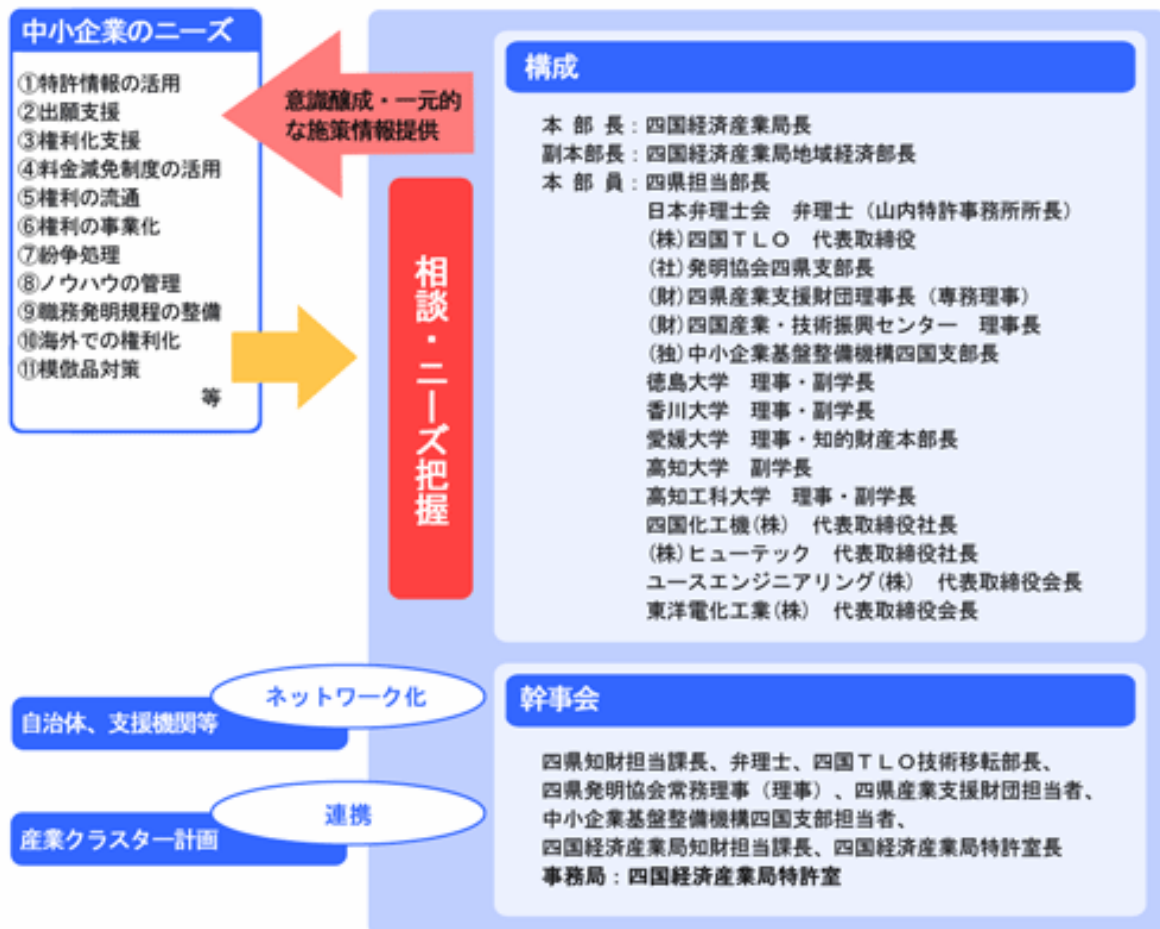 中小企業のニーズ
①特許情報の活用
②出願支援
③権利化支援
④料金減免制度の活用
⑤権利の流通
⑥権利の事業化
⑦紛争処理
⑧ノウハウの管理
⑨職務発明規程の整備
⑩海外での権利化
⑪模倣品対策
等
意識醸成・一元的
な施策情報提供
相談・ニーズ把握
構成
本部長:四国経済産業局長
副本部長:四国経済産業局地域経済部長
本部員:四県担当部長
日本弁理士会 弁理士（山内特許事務所所長）
(株)四国ＴＬＯ 代表取締役
(社)発明協会四県支部長
(財)四県産業支援財団理事長（専務理事）
(財)四国産業・技術振興センター 理事長
(独)中小企業基盤整備機構四国支部長
徳島大学 理事・副学長
香川大学 理事・副学長
愛媛大学 理事・知的財産本部長
高知大学 副学長
高知工科大学 理事・副学長
四国化工機(株) 代表取締役社長
(株)ヒューテック 代表取締役社長
ユースエンジニアリング(株) 代表取締役会長
東洋電化工業(株) 代表取締役会長
ネットワーク化
自治体、支援機関等
連携
産業クラスター計画
幹事会
四県知財担当課長、弁理士、四国ＴＬＯ技術移転部長、
四県発明協会常務理事（理事）、四県産業支援財団担当者、
中小企業基盤整備機構四国支部担当者、
四国経済産業局知財担当課長、四国経済産業局特許室長
事務局:四国経済産業局特許室